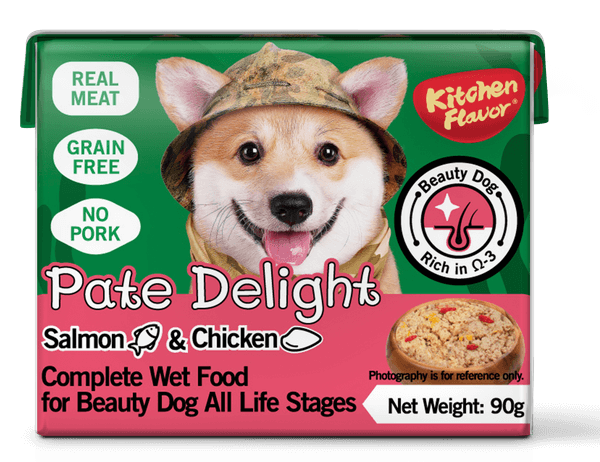 REAL
MEAT
GRAIN
FREE
NO
PORK
Kitchen
Flavor®
Beauty Dog
Rich in Ω-3
Pate Delight
Salmon & Chicken
Complete Wet Food
for Beauty Dog All Life Stages
Photography is for reference only.
Net Weight: 90g